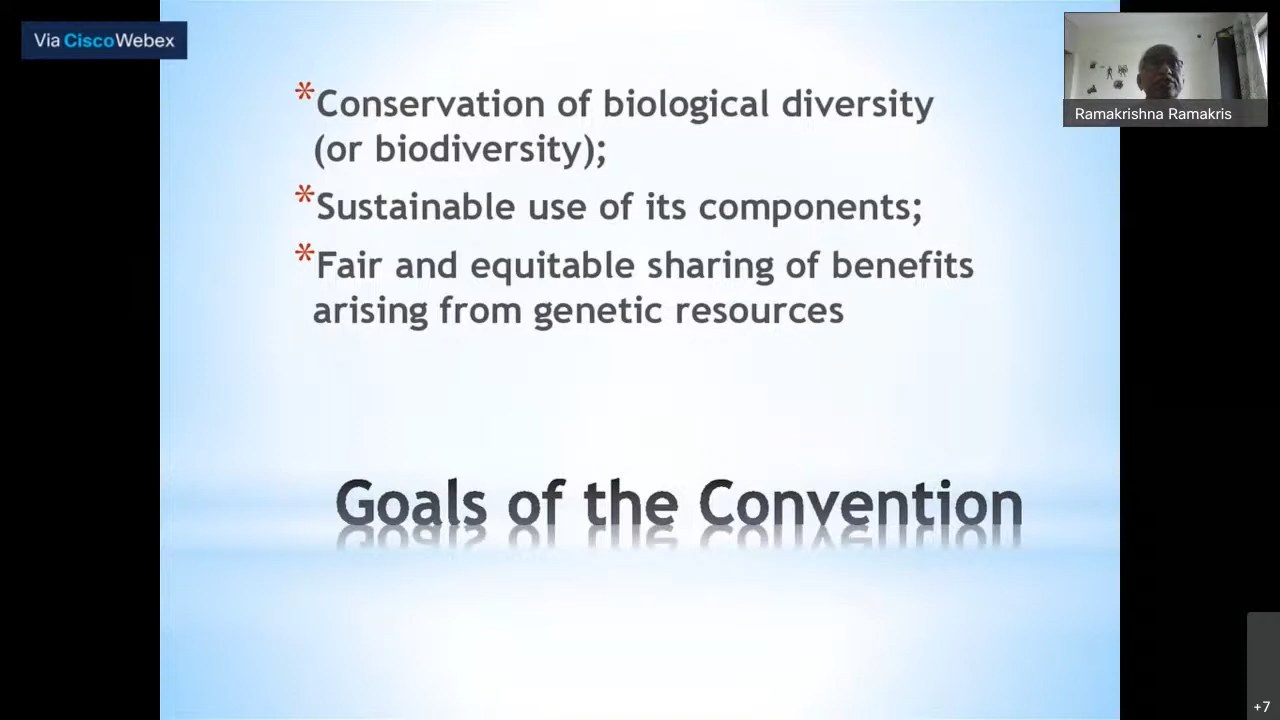 Via CiscoWebex
Ramakrishna Ramakris
*Conservation of biological diversity
(or biodiversity);
*Sustainable use of its components;
*Fair and equitable sharing of benefits
arising from genetic resources
Goals of the Convention
+7